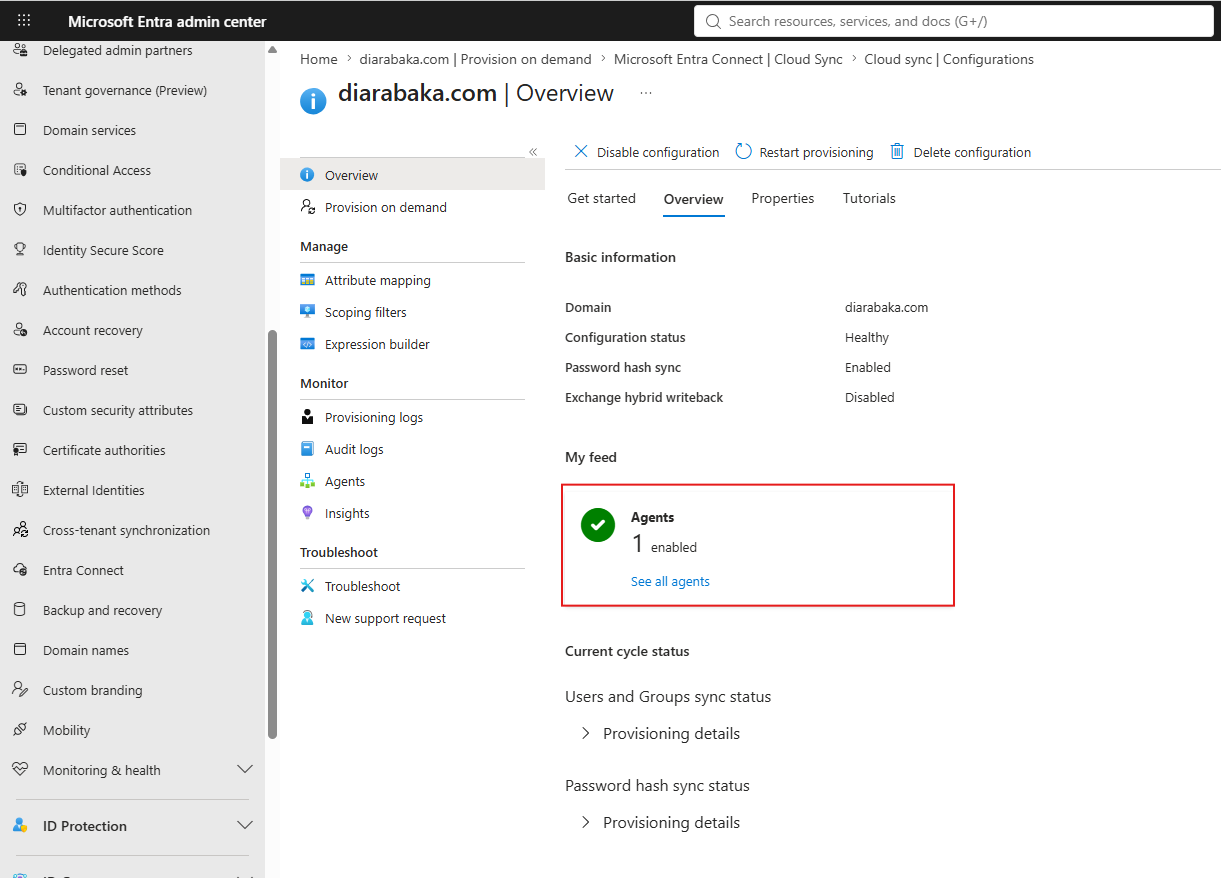 Microsoft Entra admin center
Search resources, services, and docs (G+/)
Delegated admin partners
Tenant governance (Preview)
Domain services
Conditional Access
Multifactor authentication
Identity Secure Score
Authentication methods
Account recovery
Password reset
Custom security attributes
Certificate authorities
External Identities
Cross-tenant synchronization
Entra Connect
Backup and recovery
Domain names
Custom branding
Mobility
Monitoring & health
ID Protection
Home > diarabaka.com | Provision on demand > Microsoft Entra Connect | Cloud Sync > Cloud sync | Configurations
diarabaka.com | Overview ...
«
Overview
Provision on demand
Manage
Attribute mapping
Scoping filters
Expression builder
Monitor
Provisioning logs
Audit logs
Agents
Insights
Troubleshoot
Troubleshoot
New support request
Disable configuration Restart provisioning Delete configuration
Get started Overview Properties Tutorials
Basic information
Domain diarabaka.com
Configuration status Healthy
Password hash sync Enabled
Exchange hybrid writeback Disabled
My feed
Agents
1 enabled
See all agents
Current cycle status
Users and Groups sync status
Provisioning details
Password hash sync status
Provisioning details